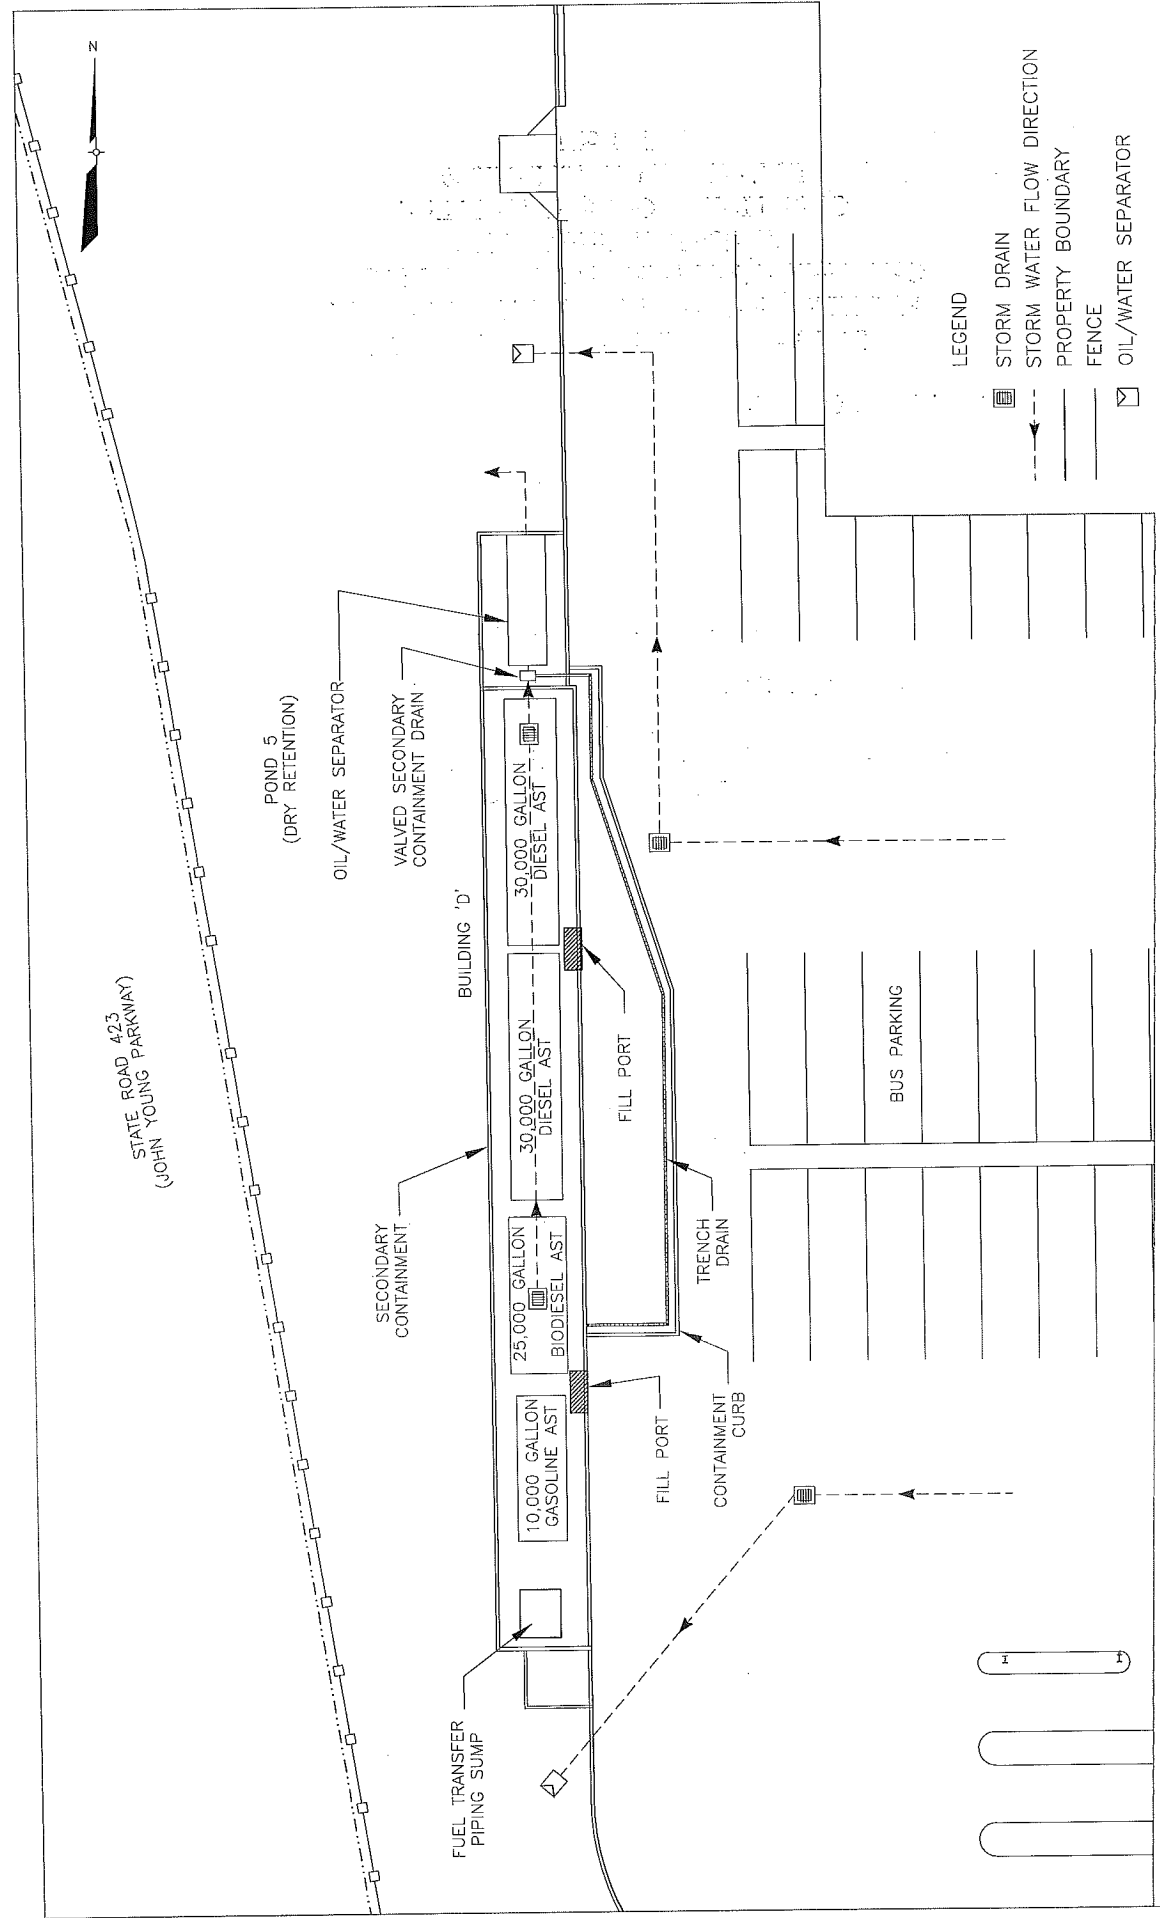 N
STATE ROAD 423
(JOHN YOUNG PARKWAY)
POND 5
(DRY RETENTION)
OIL/WATER SEPARATOR
VALVED SECONDARY
CONTAINMENT DRAIN
BUILDING 'D'
SECONDARY
CONTAINMENT
FUEL TRANSFER
PIPING SUMP
10,000 GALLON
GASOLINE AST
25,000 GALLON
BIODIESEL AST
30,000 GALLON
DIESEL AST
30,000 GALLON
DIESEL AST
FILL PORT
FILL PORT
CONTAINMENT
CURB
TRENCH
DRAIN
BUS PARKING
LEGEND
STORM DRAIN
STORM WATER FLOW DIRECTION
PROPERTY BOUNDARY
FENCE
OIL/WATER SEPARATOR